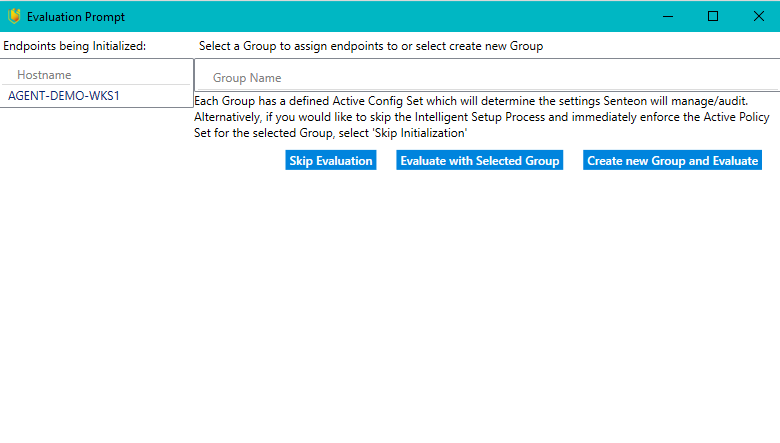 Evaluation Prompt
Endpoints being Initialized:
Select a Group to assign endpoints to or select create new Group
Hostname
Group Name
AGENT-DEMO-WKS1
Each Group has a defined Active Config Set which will determine the settings Senteon will manage/audit.
Alternatively, if you would like to skip the Intelligent Setup Process and immediately enforce the Active Policy
Set for the selected Group, select 'Skip Initialization'
Skip Evaluation
Evaluate with Selected Group
Create new Group and Evaluate